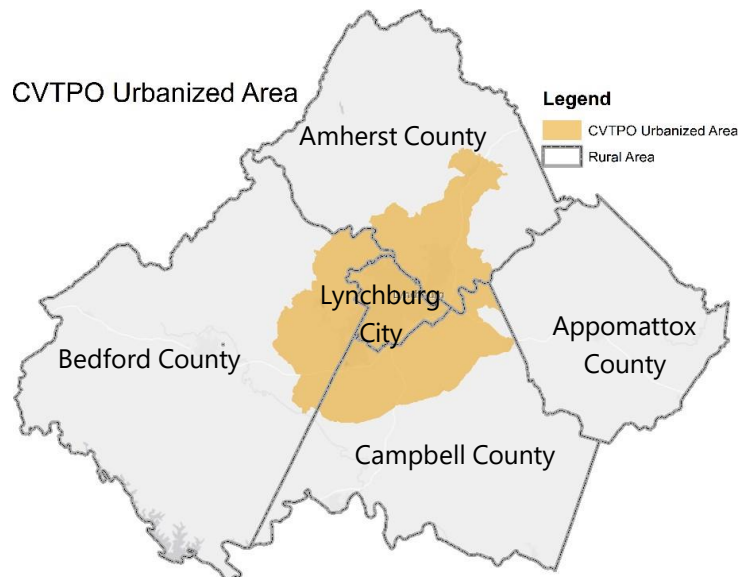 CVTPO Urbanized Area
Legend
CVTPO Urbanized Area
Rural Area
Amherst County
Lynchburg
City
Appomattox
County
Bedford County
Campbell County